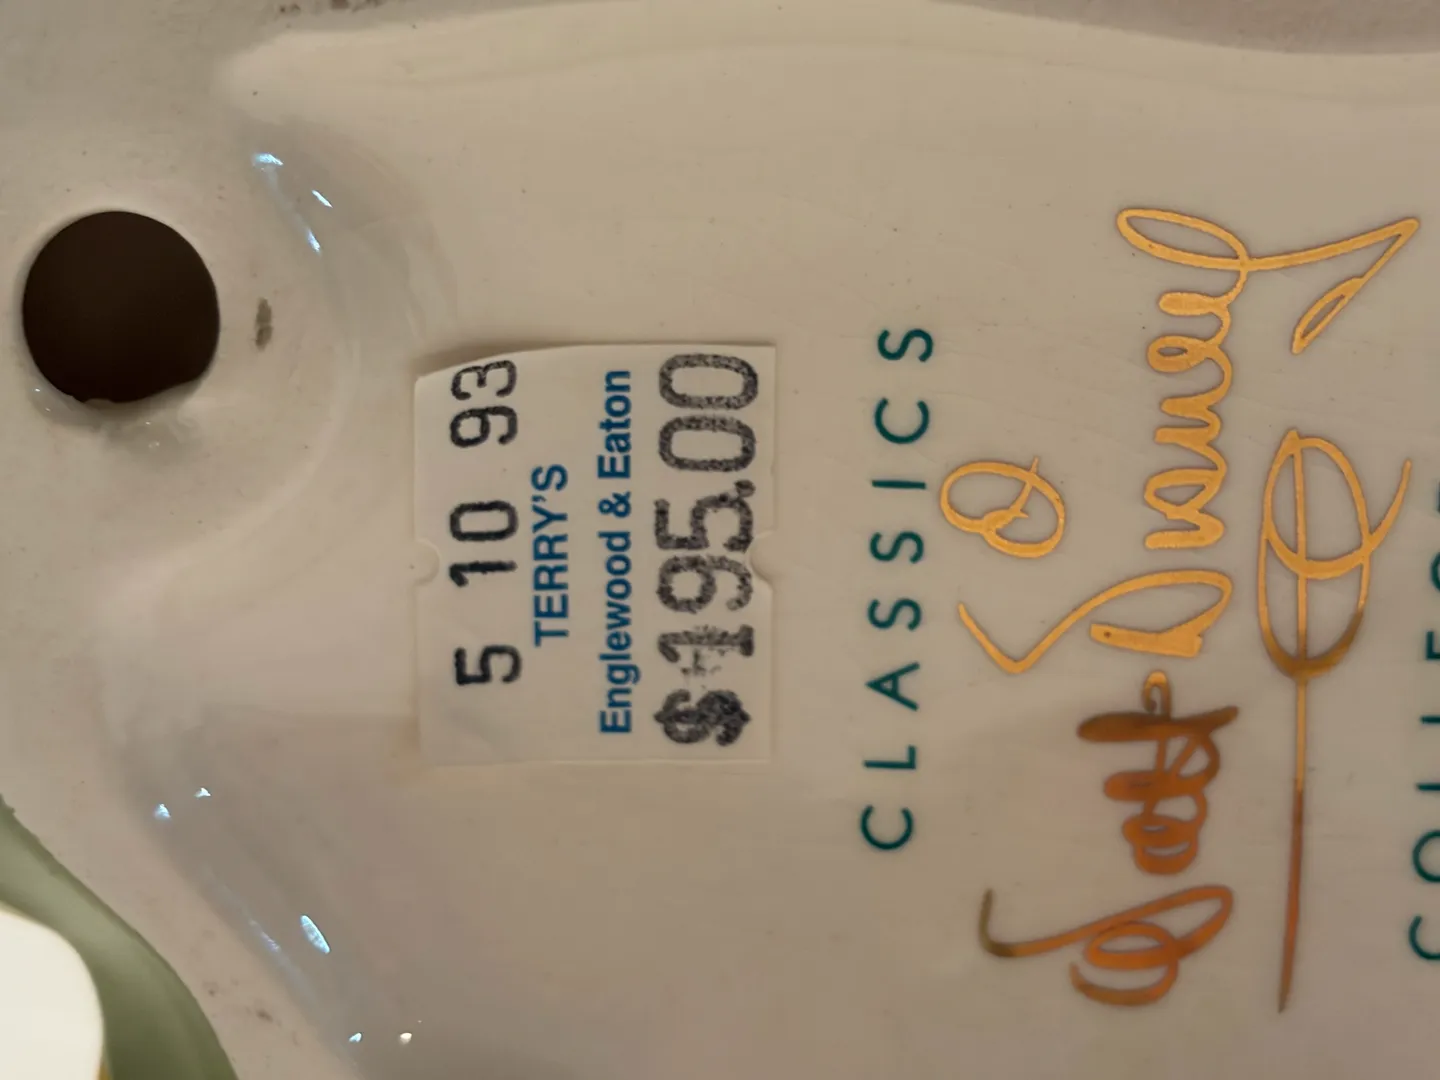 5 10 93
TERRY'S
Englewood & Eaton
$195.00
CLASSICS
Walt Disney